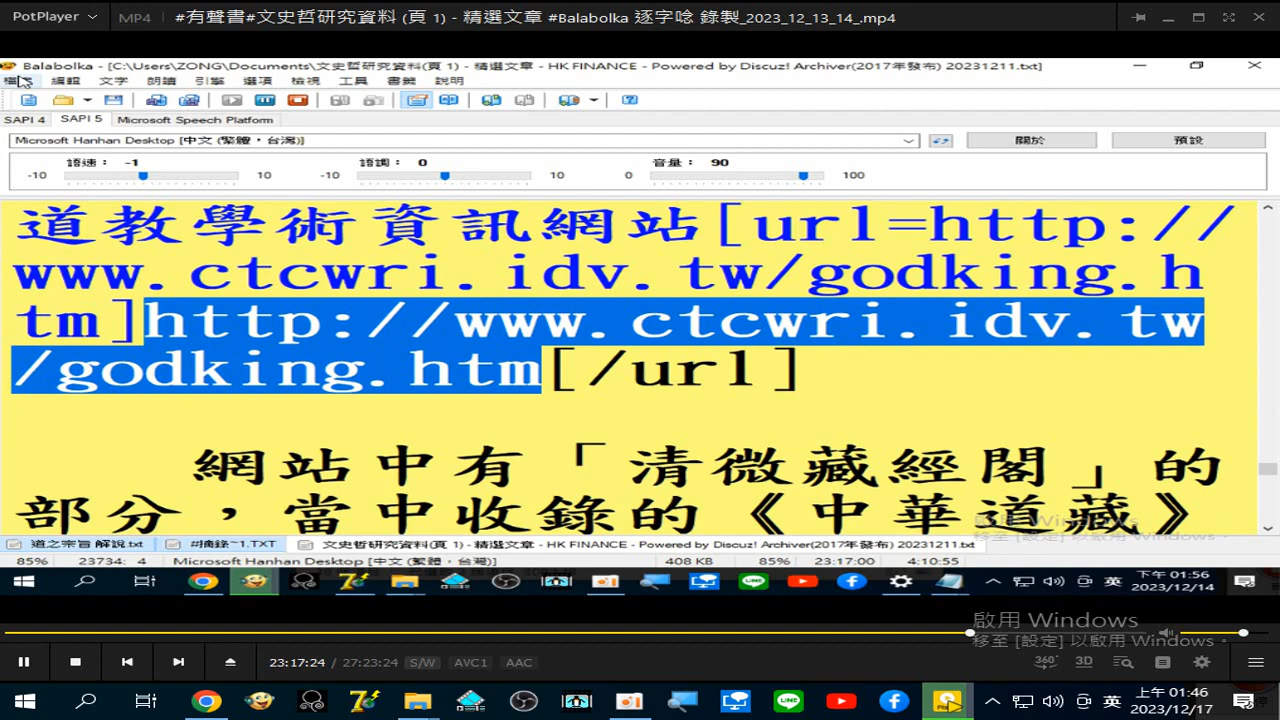 PotPlayer MP4 #有聲書#文史哲研究資料 (頁 1) - 精選文章 #Balabolka 逐字唸 錄製_2023_12_13_14_.mp4
Balabolka - [C:\Users\ZONG\Documents\文史哲研究資料(頁 1) - 精選文章 - HK FINANCE - Powered by Discuz! Archiver(2017年發布) 20231211.txt]
檔案 編輯 文字 朗讀 引擎 選項 檢視 工具 書籤 說明
SAPI 4 SAPI 5 Microsoft Speech Platform
Microsoft Hanhan Desktop [中文 (繁體，台灣)] 關於 預設
語速： -1 語調： 0 音量： 90
-10 10 -10 10 0 100
道教學術資訊網站[url=http://
www.ctcwri.idv.tw/godking.h
tm]http://www.ctcwri.idv.tw
/godking.htm[/url]
網站中有「清微藏經閣」的
部分，當中收錄的《中華道藏》
啟用 Windows
移至 [設定] 以啟用 Windows。
道之宗旨 解說.txt #摘錄~1.TXT 文史哲研究資料(頁 1) - 精選文章 - HK FINANCE - Powered by Discuz! Archiver(2017年發布) 20231211.txt
85% 23734: 4 Microsoft Hanhan Desktop [中文 (繁體，台灣)] 408 KB 85% 23:17:00 4:10:55
英 下午 01:56
2023/12/14
啟用 Windows
移至 [設定] 以啟用 Windows。
23:17:24 / 27:23:24 S/W AVC1 AAC 360° 3D
英 上午 01:46
2023/12/17